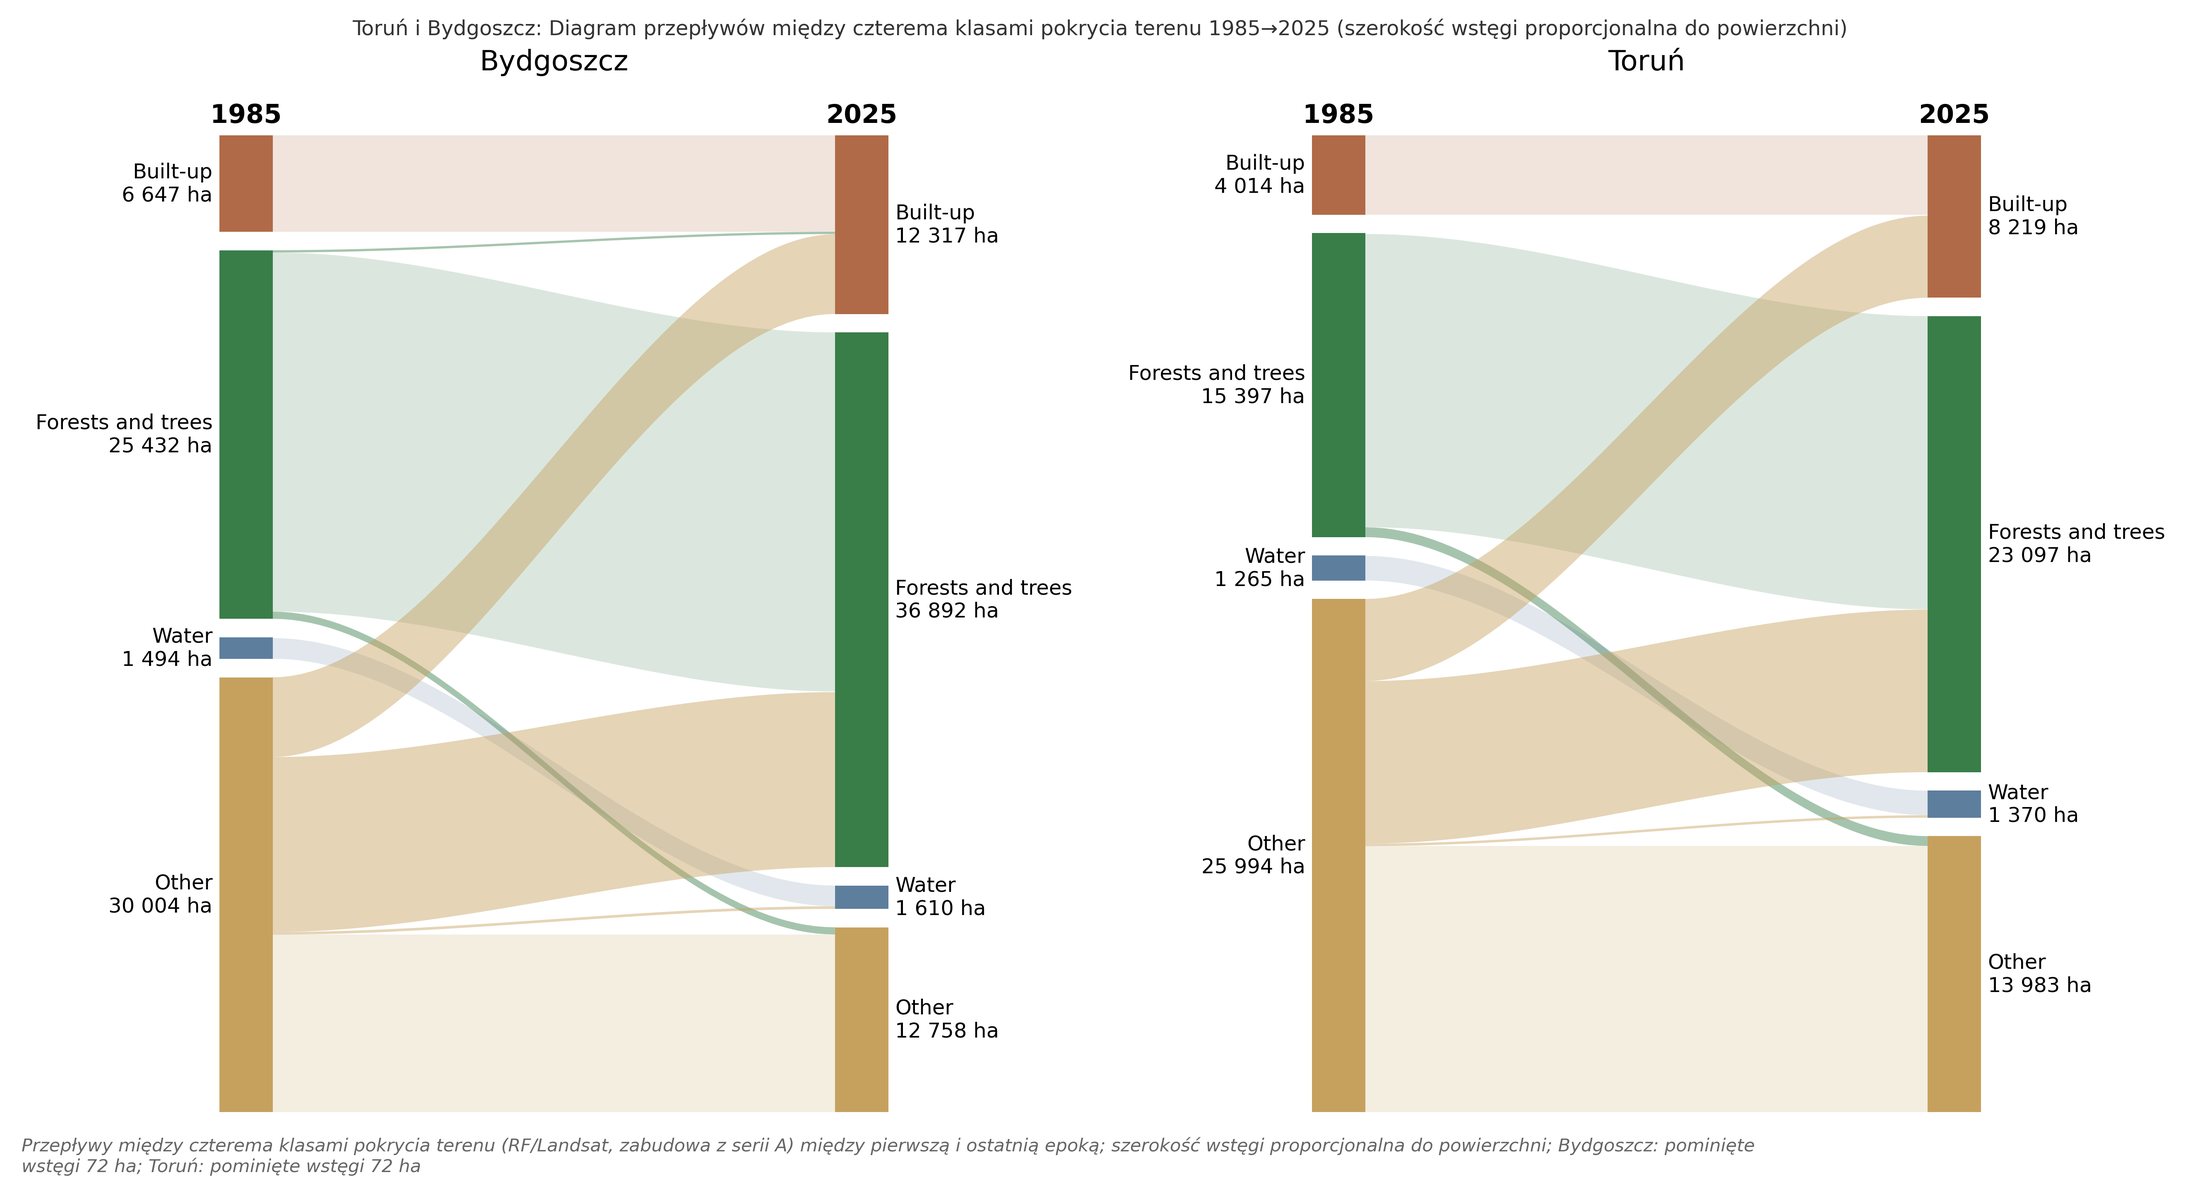 Toruń i Bydgoszcz: Diagram przepływów między czterema klasami pokrycia terenu 1985→2025 (szerokość wstęgi proporcjonalna do powierzchni)
Bydgoszcz
1985
2025
Built-up
6 647 ha
Forests and trees
25 432 ha
Water
1 494 ha
Other
30 004 ha
Built-up
12 317 ha
Forests and trees
36 892 ha
Water
1 610 ha
Other
12 758 ha
Toruń
1985
2025
Built-up
4 014 ha
Forests and trees
15 397 ha
Water
1 265 ha
Other
25 994 ha
Built-up
8 219 ha
Forests and trees
23 097 ha
Water
1 370 ha
Other
13 983 ha
Przepływy między czterema klasami pokrycia terenu (RF/Landsat, zabudowa z serii A) między pierwszą i ostatnią epoką; szerokość wstęgi proporcjonalna do powierzchni; Bydgoszcz: pominięte
wstęgi 72 ha; Toruń: pominięte wstęgi 72 ha